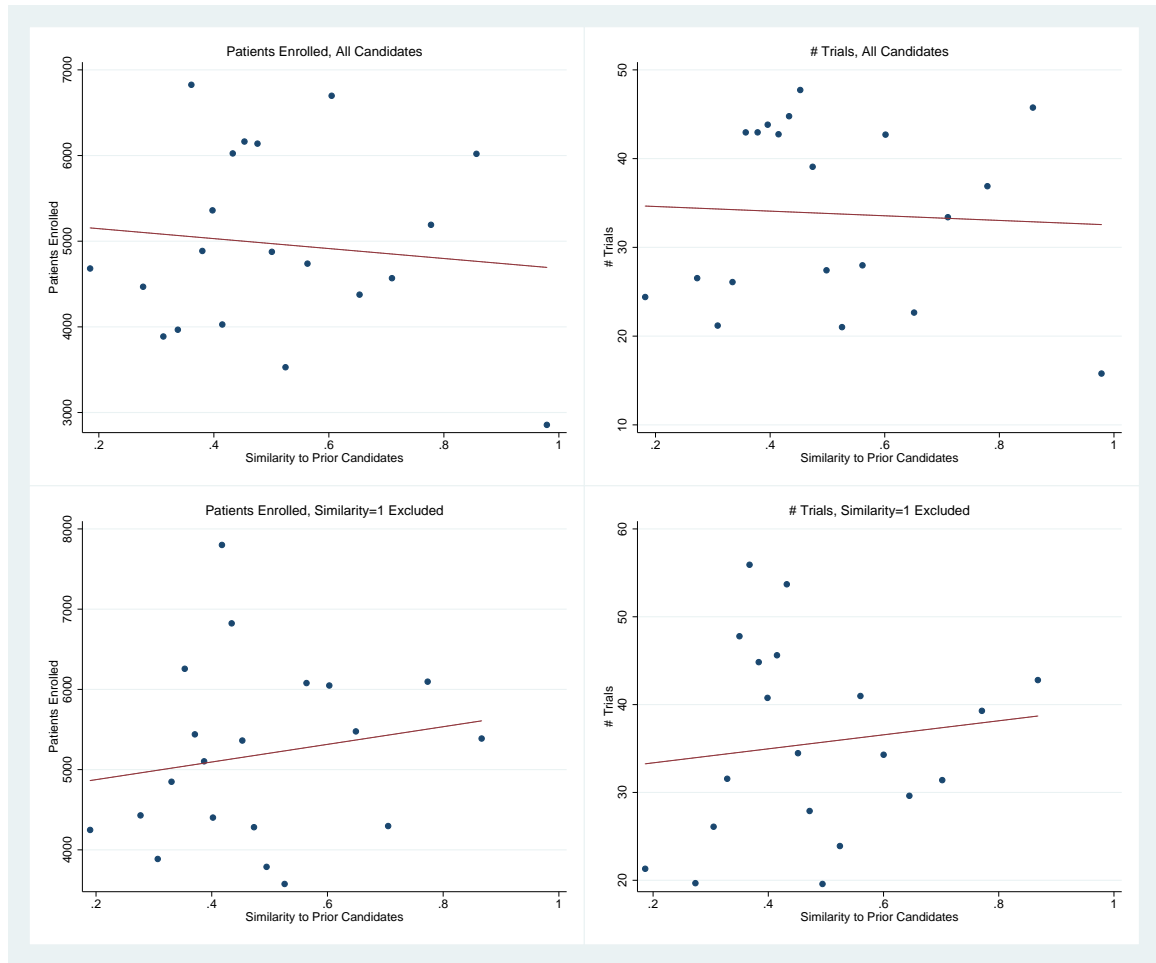 Patients Enrolled, All Candidates
7000
6000
5000
4000
3000
Patients Enrolled
.2 .4 .6 .8 1
Similarity to Prior Candidates
# Trials, All Candidates
50
40
30
20
10
# Trials
.2 .4 .6 .8 1
Similarity to Prior Candidates
Patients Enrolled, Similarity=1 Excluded
8000
7000
6000
5000
4000
Patients Enrolled
.2 .4 .6 .8 1
Similarity to Prior Candidates
# Trials, Similarity=1 Excluded
60
50
40
30
20
# Trials
.2 .4 .6 .8 1
Similarity to Prior Candidates